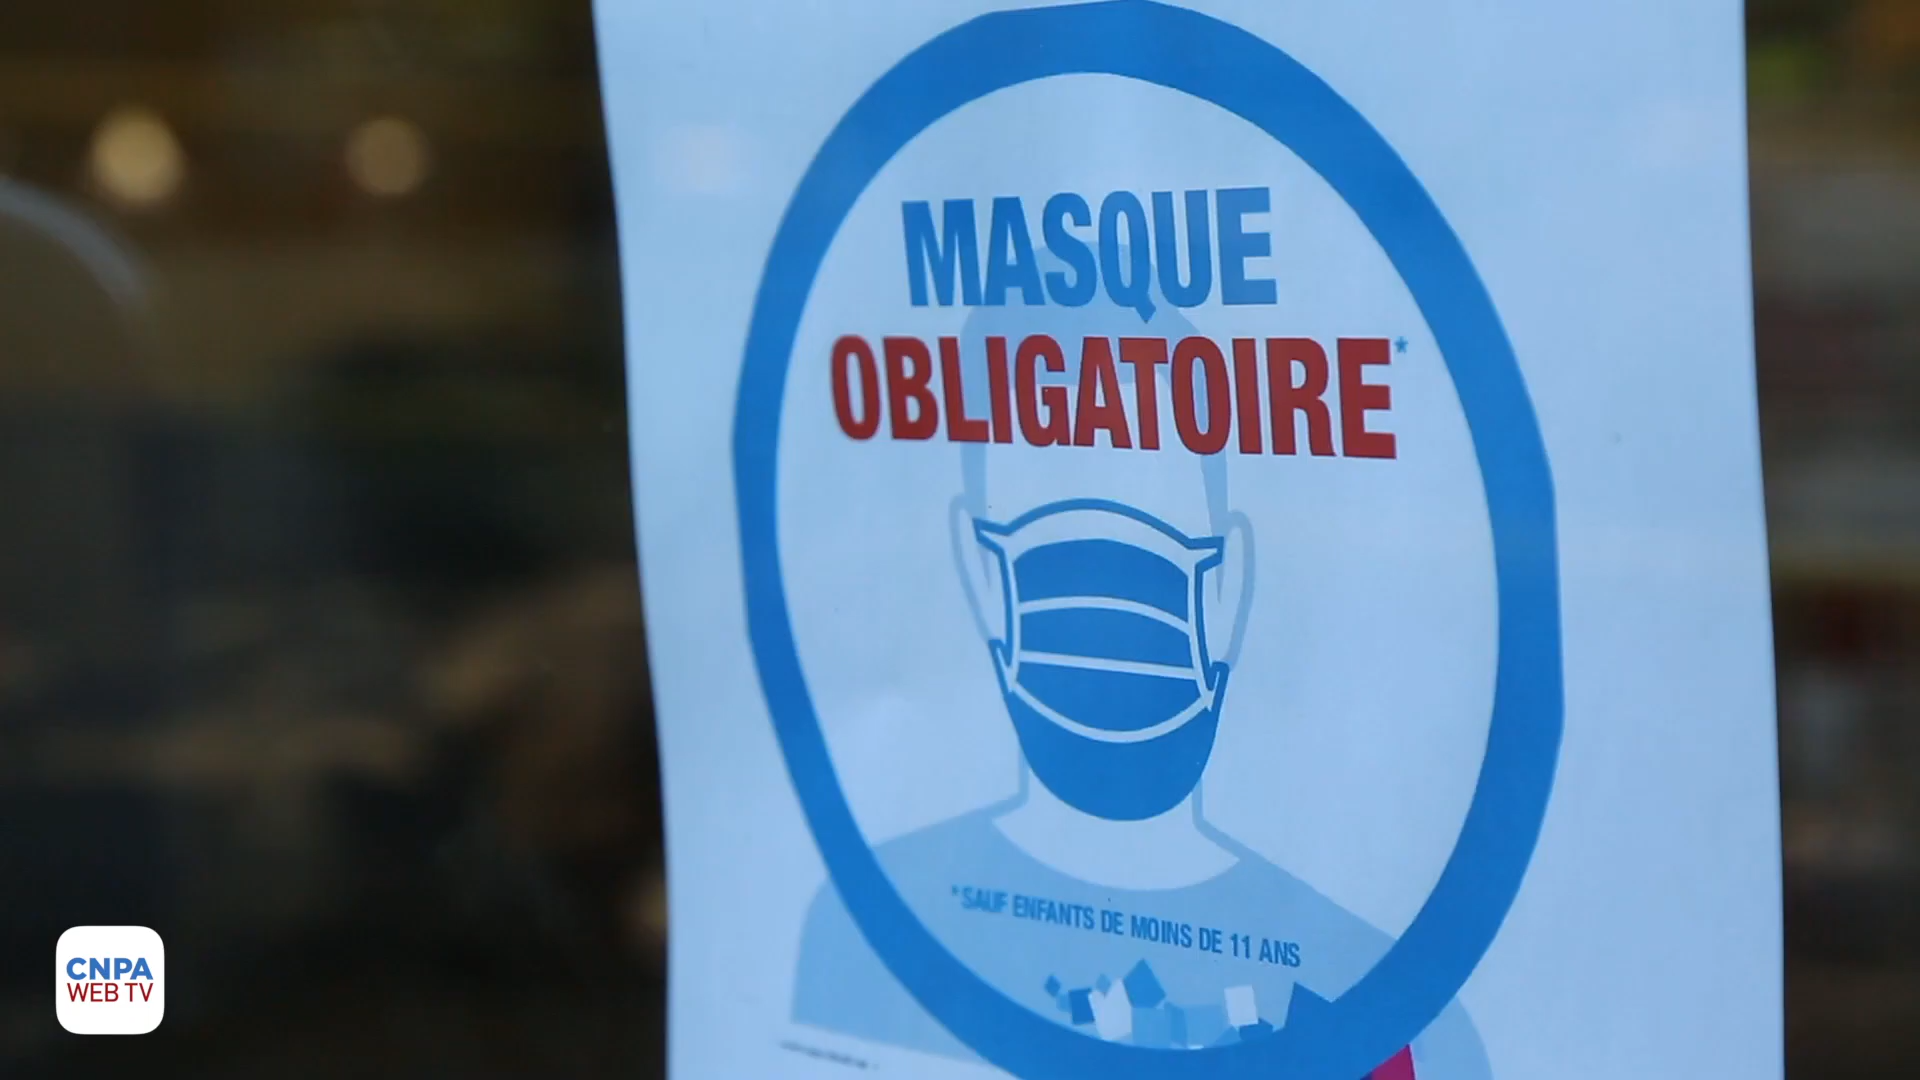 MASQUE
OBLIGATOIRE*
*SAUF ENFANTS DE MOINS DE 11 ANS
CNPA
WEB TV